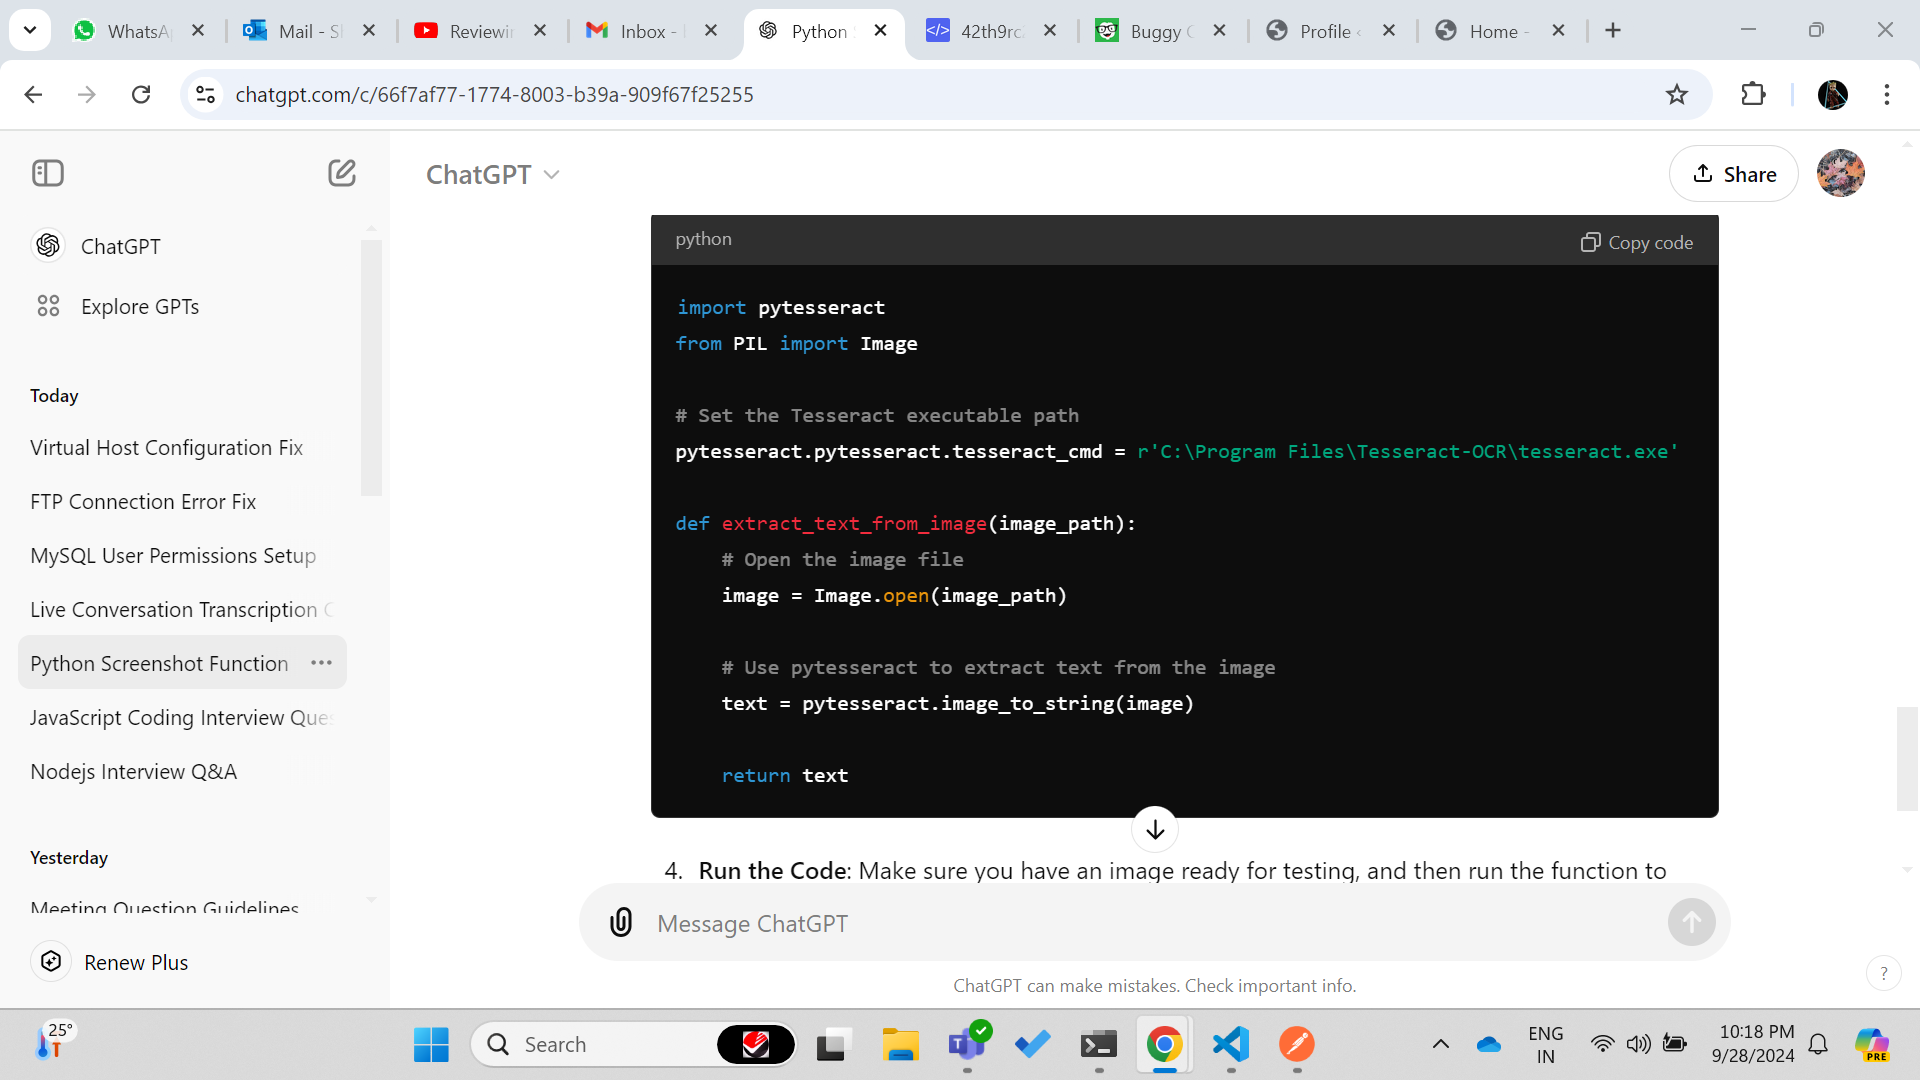 WhatsA
Mail - S
Reviewin
Inbox -
Python
42th9rc
Buggy
Profile
Home -
chatgpt.com/c/66f7af77-1774-8003-b39a-909f67f25255
ChatGPT
Share
ChatGPT
Explore GPTs
Today
Virtual Host Configuration Fix
FTP Connection Error Fix
MySQL User Permissions Setup
Live Conversation Transcription
Python Screenshot Function
JavaScript Coding Interview Ques
Nodejs Interview Q&A
Yesterday
Meeting Question Guidelines
Renew Plus
python
Copy code
import pytesseract
from PIL import Image
# Set the Tesseract executable path
pytesseract.pytesseract.tesseract_cmd = r'C:\Program Files\Tesseract-OCR\tesseract.exe'
def extract_text_from_image(image_path):
# Open the image file
image = Image.open(image_path)
# Use pytesseract to extract text from the image
text = pytesseract.image_to_string(image)
return text
4. Run the Code: Make sure you have an image ready for testing, and then run the function to
Message ChatGPT
ChatGPT can make mistakes. Check important info.
?
25°
Search
ENG
IN
10:18 PM
9/28/2024
PRE